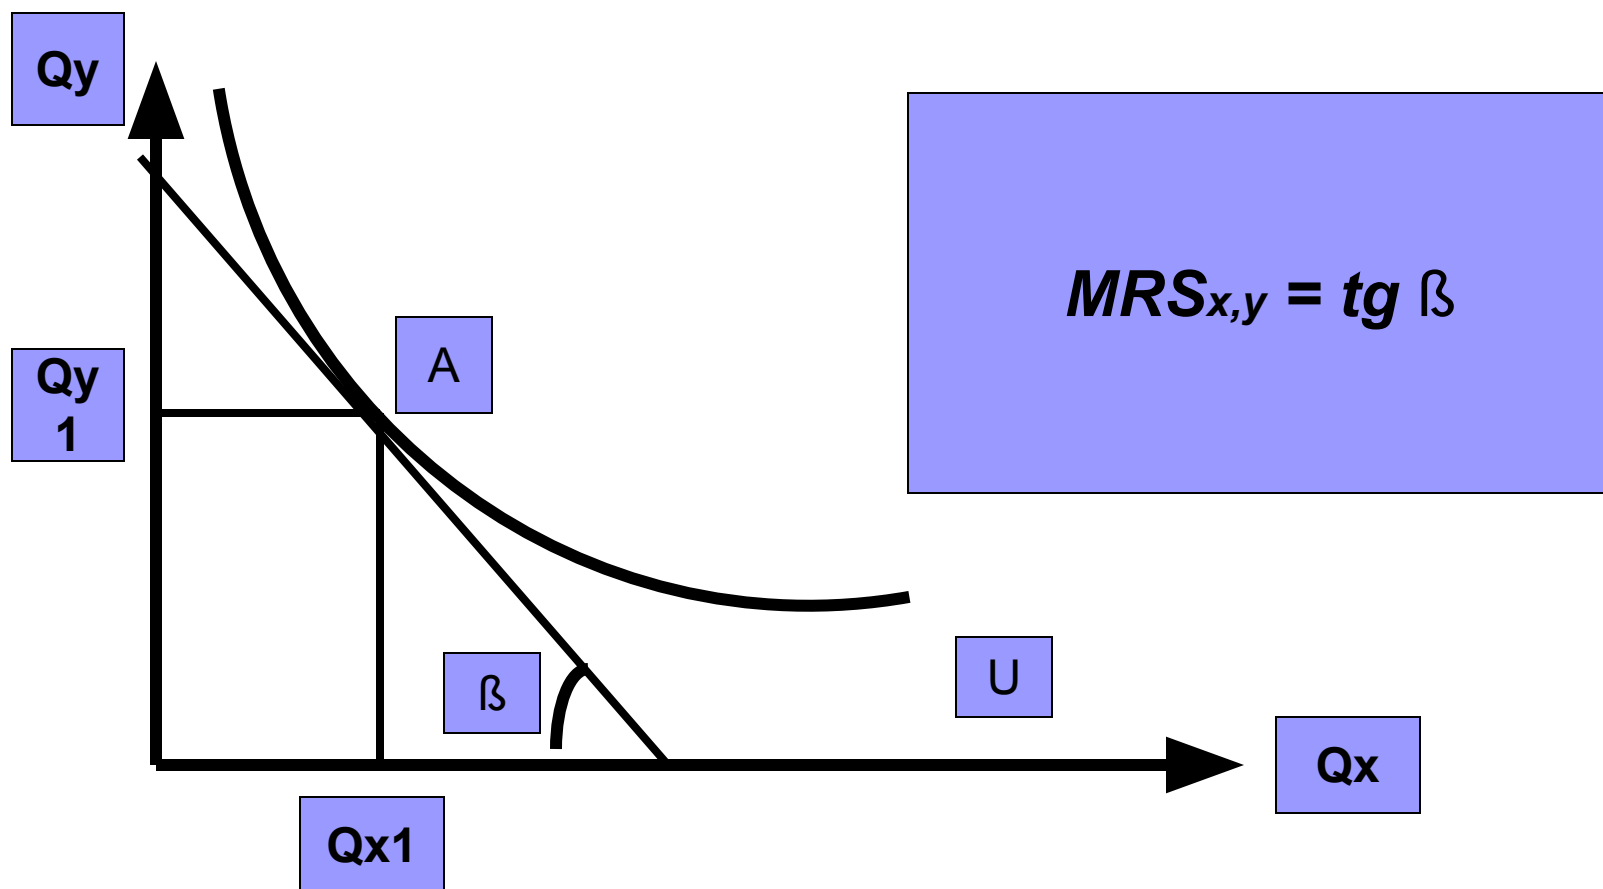 Qy
MRSx,y = tg ß
A
Qy
1
ß
U
Qx
Qx1